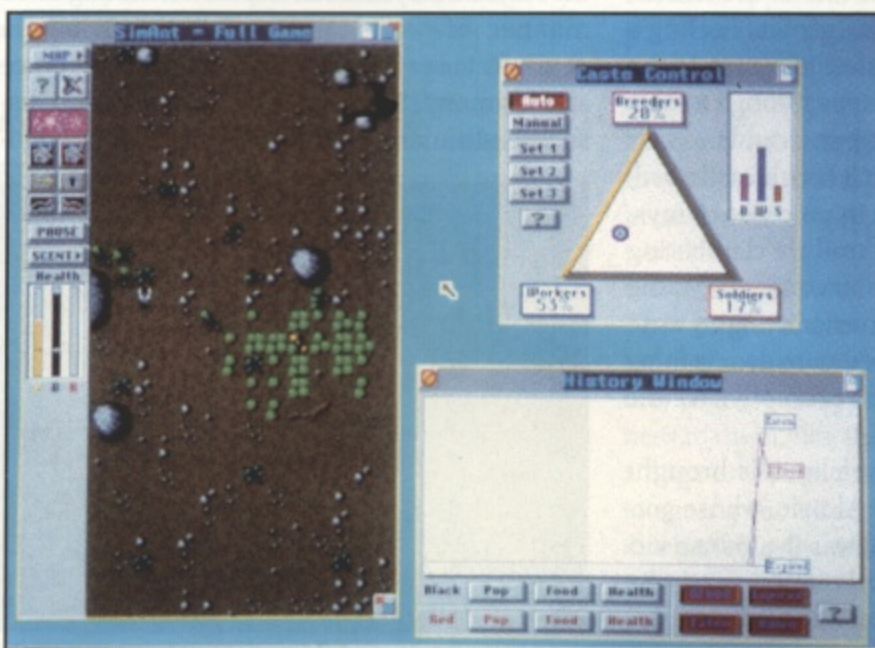 SimAnt - Full Game
MAP
?
PAUSE
SCENT
Health
B R
Caste Control
Auto
Manual
Set 1
Set 2
Set 3
?
Breeders
28%
Workers
55%
Soldiers
17%
B W S
History Window
Black Pop Food Health
Red Pop Food Health
Eaten
?